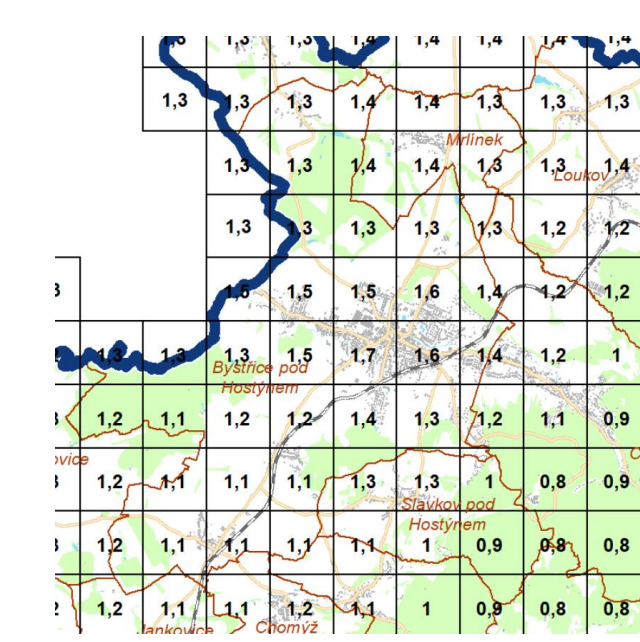 1,3 1,3 1,3 1,4 1,4 1,4 1,4 1,4
1,3 1,3 1,3 1,4 1,4 1,3 1,3 1,3
Mrlínek
1,3 1,3 1,4 1,4 1,3 1,3 1,4
Loukov
1,3 1,3 1,3 1,3 1,3 1,2 1,2
1,5 1,5 1,5 1,6 1,4 1,2 1,2
1,3 1,3 1,3 1,5 1,7 1,6 1,4 1,2 1
Bystřice pod
Hostýnem
1,2 1,1 1,2 1,2 1,4 1,3 1,2 1,1 0,9
ovice
1,2 1,1 1,1 1,1 1,3 1,3 1 0,8 0,9
Slavkov pod
Hostýnem
1,2 1,1 1,1 1,1 1,1 1 0,9 0,8 0,8
1,2 1,1 1,1 1,2 1,1 1 0,9 0,8 0,8
Jankovice Chomýž